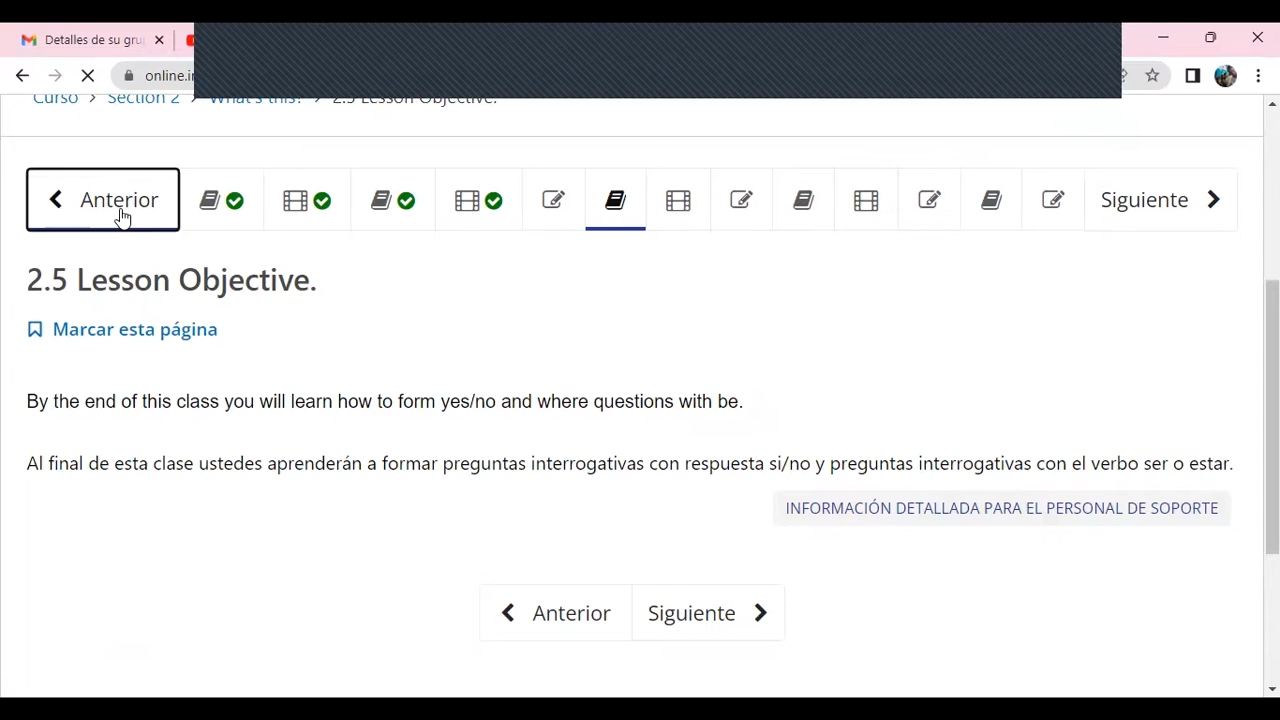 Detalles de su gru
online.ir
Curso > Section 2 > What's this? > 2.5 Lesson Objective.
Anterior
Siguiente
2.5 Lesson Objective.
Marcar esta página
By the end of this class you will learn how to form yes/no and where questions with be.
Al final de esta clase ustedes aprenderán a formar preguntas interrogativas con respuesta si/no y preguntas interrogativas con el verbo ser o estar.
INFORMACIÓN DETALLADA PARA EL PERSONAL DE SOPORTE
Anterior
Siguiente